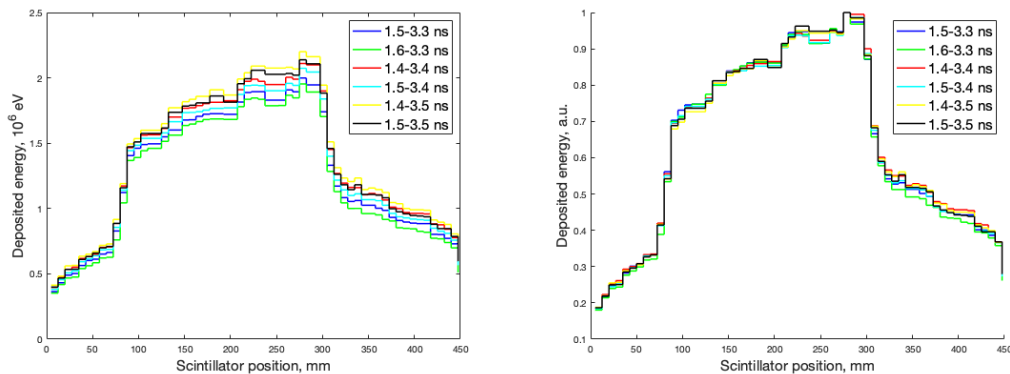 2.5
2
1.5
1
0.5
0
0 50 100 150 200 250 300 350 400 450
Deposited energy, 10⁶ eV
Scintillator position, mm
1.5-3.3 ns
1.6-3.3 ns
1.4-3.4 ns
1.5-3.4 ns
1.4-3.5 ns
1.5-3.5 ns
1
0.9
0.8
0.7
0.6
0.5
0.4
0.3
0.2
0.1
0 50 100 150 200 250 300 350 400 450
Deposited energy, a.u.
Scintillator position, mm
1.5-3.3 ns
1.6-3.3 ns
1.4-3.4 ns
1.5-3.4 ns
1.4-3.5 ns
1.5-3.5 ns